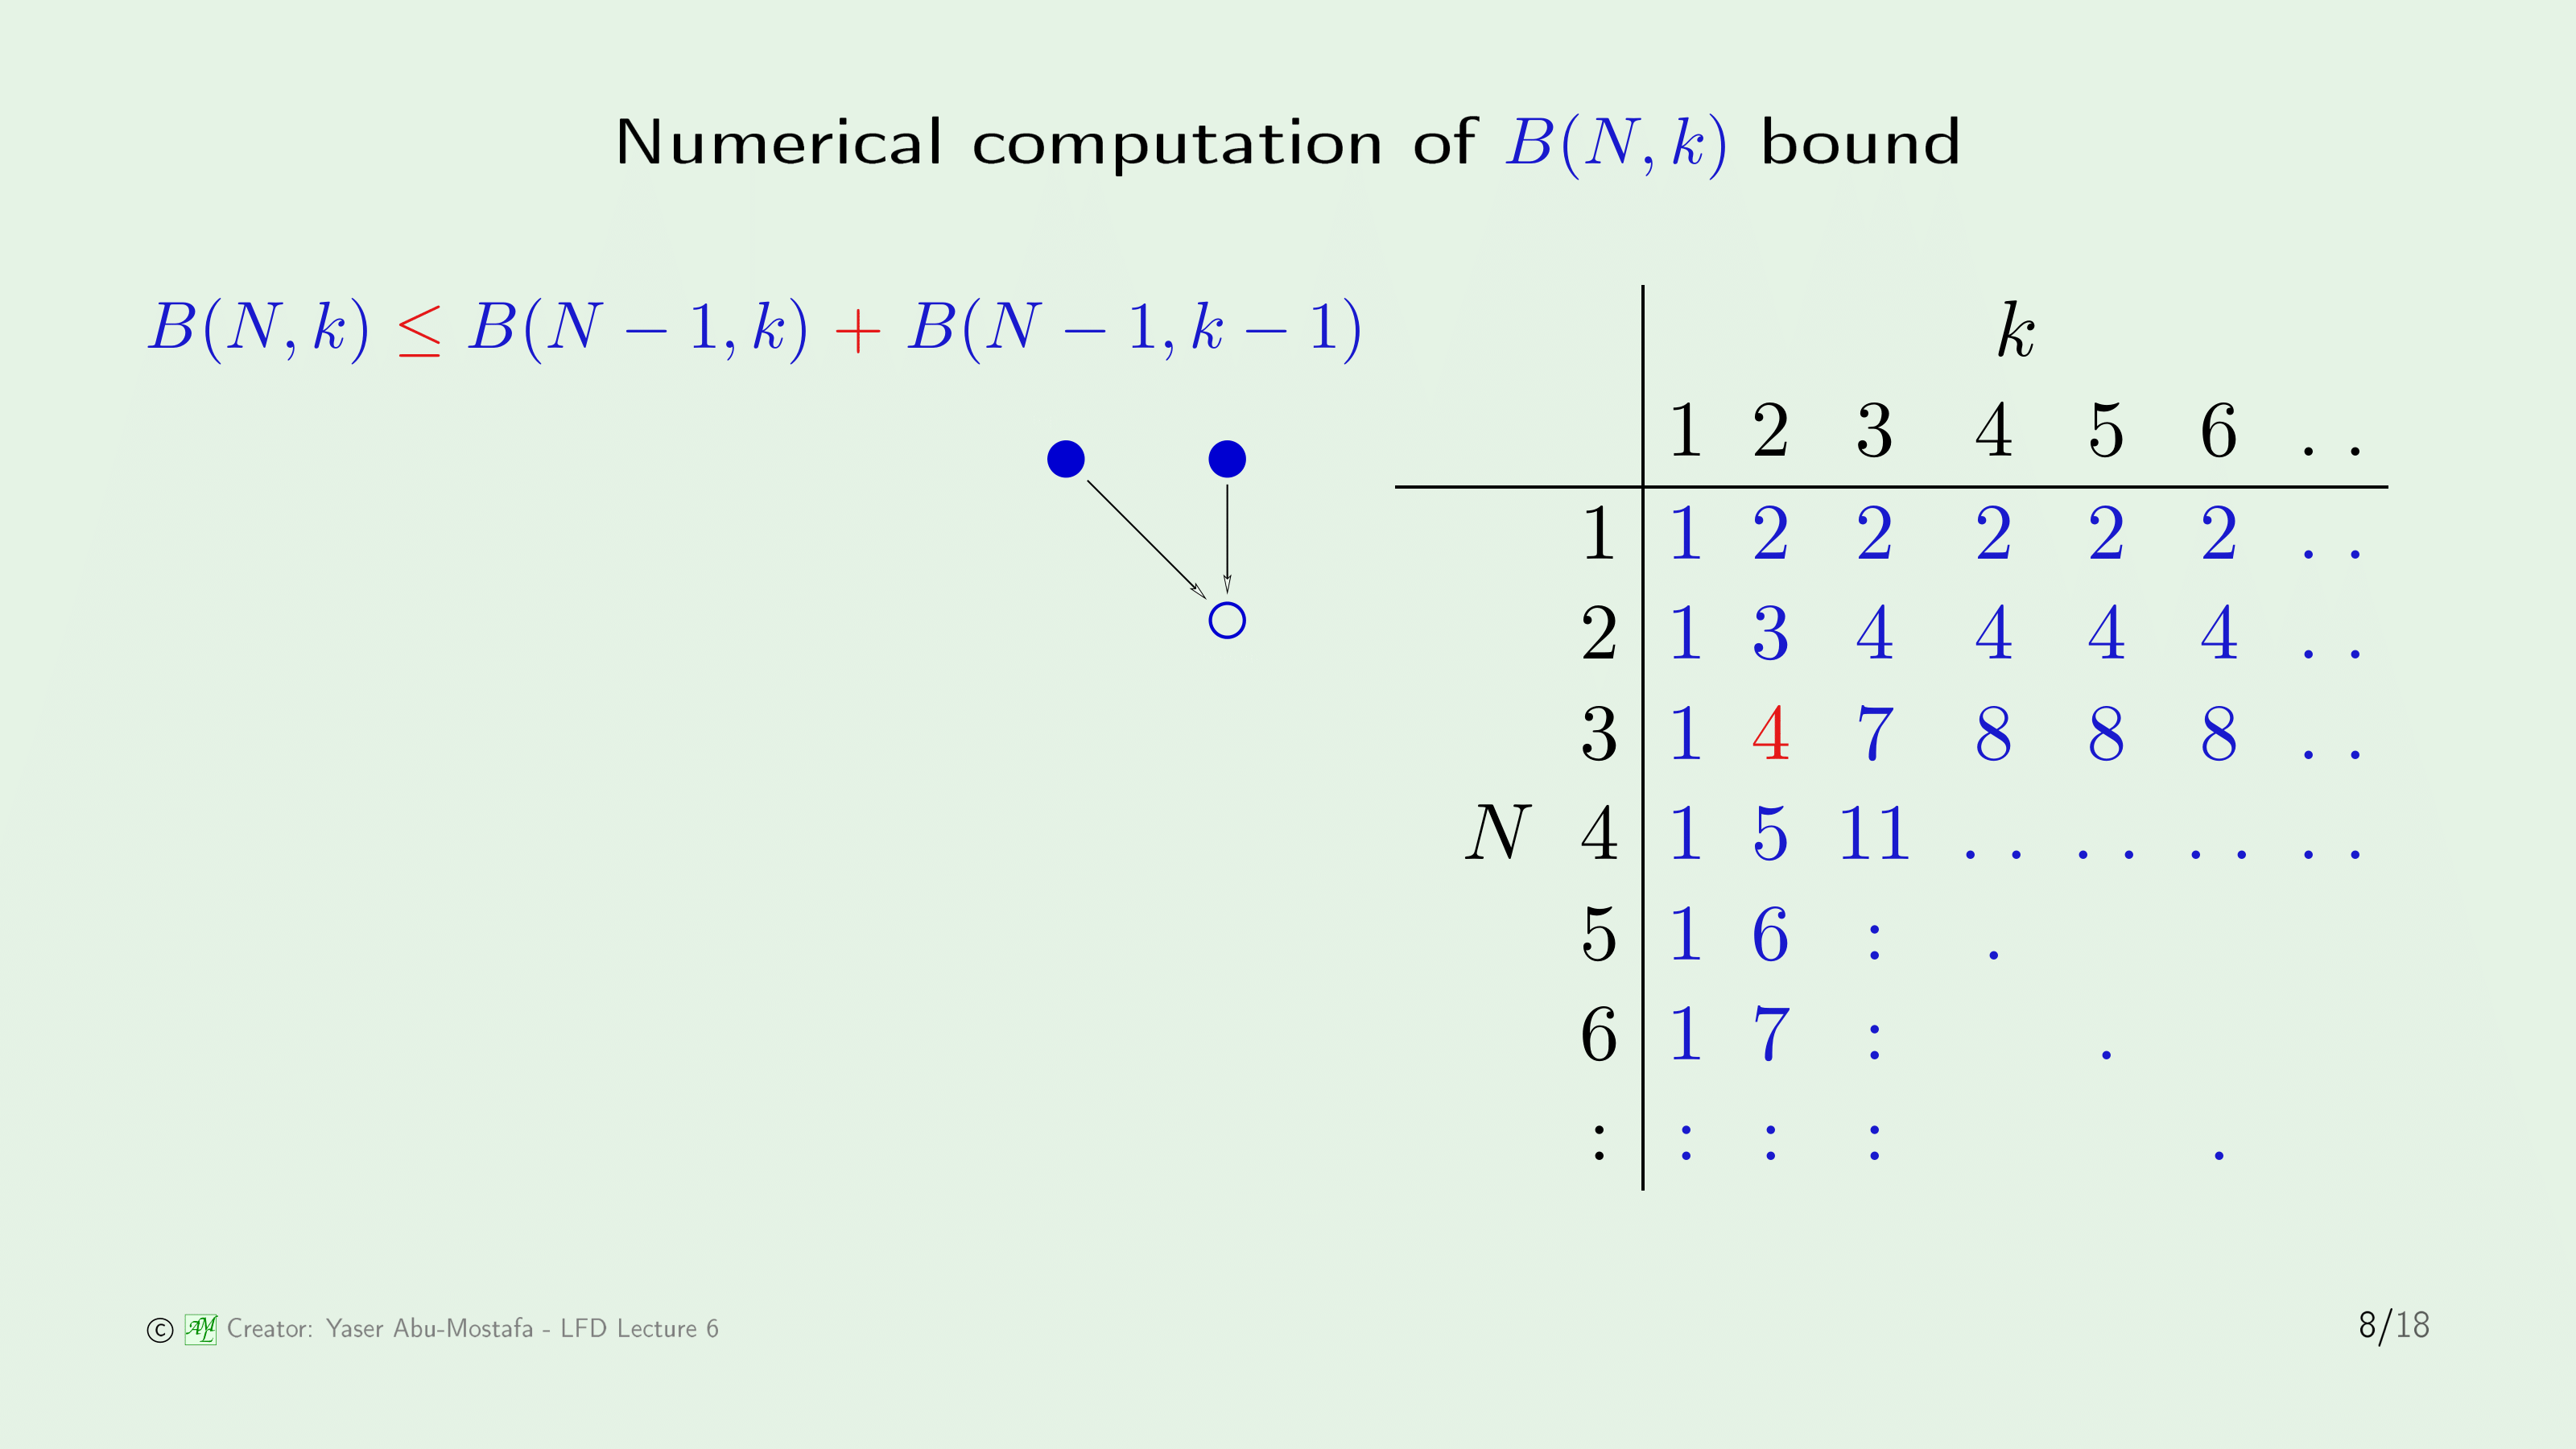 Numerical computation of B(N, k) bound
B(N, k) ≤ B(N − 1, k) + B(N − 1, k − 1)
k
1 2 3 4 5 6 . .
1 1 2 2 2 2 2 . .
2 1 3 4 4 4 4 . .
3 1 4 7 8 8 8 . .
N 4 1 5 11 . . . . . . . .
5 1 6 : .
6 1 7 : .
: : : : .
© AML Creator: Yaser Abu-Mostafa - LFD Lecture 6
8/18